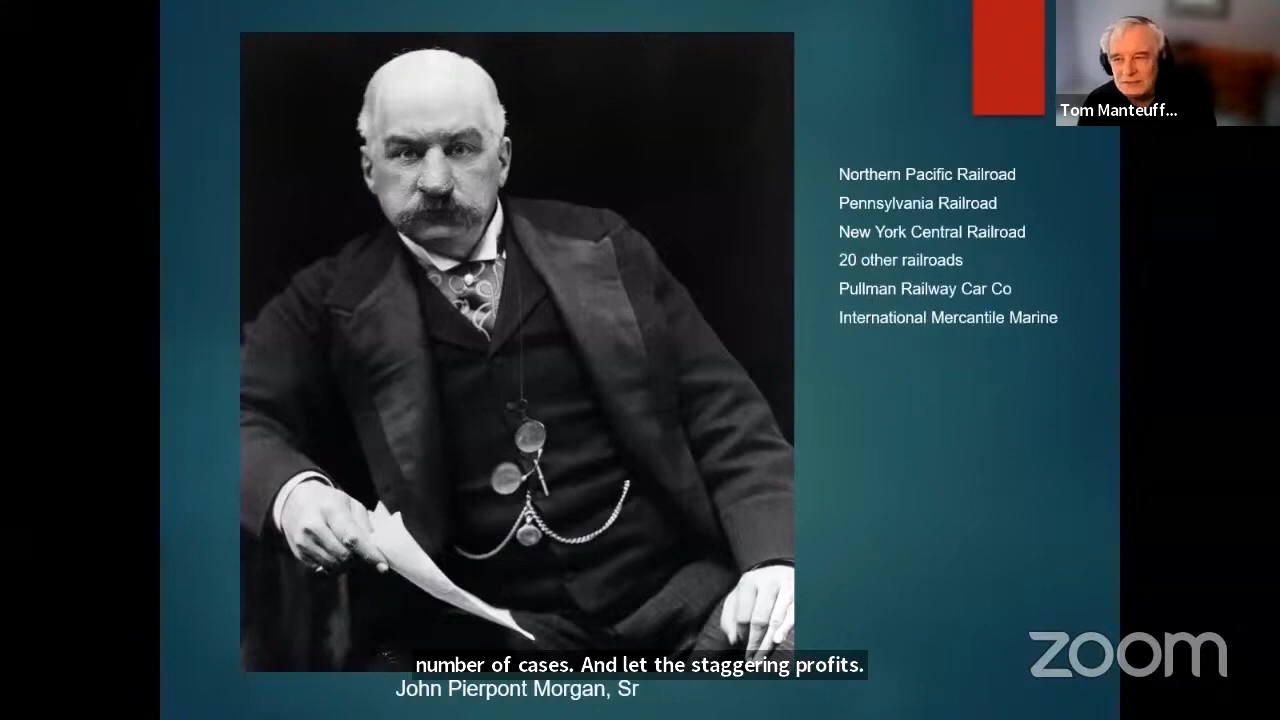 Tom Manteuff...
Northern Pacific Railroad
Pennsylvania Railroad
New York Central Railroad
20 other railroads
Pullman Railway Car Co
International Mercantile Marine
number of cases. And let the staggering profits.
John Pierpont Morgan, Sr
zoom